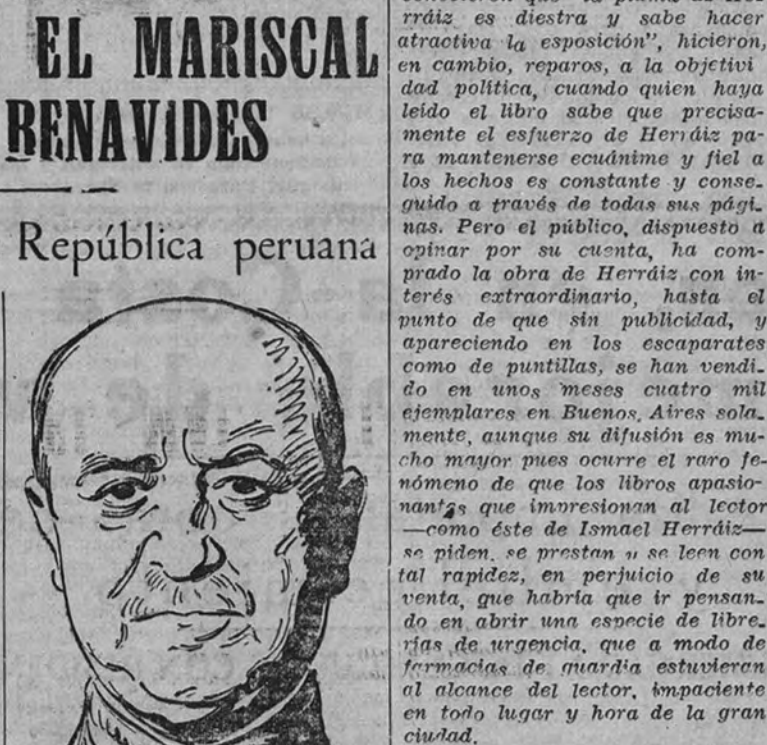 EL MARISCAL
BENAVIDES
República peruana
rráiz es diestra y sabe hacer
atractiva la esposición", hicieron,
en cambio, reparos, a la objetivi
dad política, cuando quien haya
leído el libro sabe que precisa-
mente el esfuerzo de Herráiz pa-
ra mantenerse ecuánime y fiel a
los hechos es constante y conse-
guido a través de todas sus pági-
nas. Pero el público, dispuesto a
opinar por su cuenta, ha com-
prado la obra de Herráiz con in-
terés extraordinario, hasta el
punto de que sin publicidad, y
apareciendo en los escaparates
como de puntillas, se han vendi-
do en unos meses cuatro mil
ejemplares en Buenos, Aires sola-
mente, aunque su difusión es mu-
cho mayor pues ocurre el raro fe-
nómeno de que los libros apasio-
nantes que impresionan al lector
—como éste de Ismael Herráiz—
se piden, se prestan y se leen con
tal rapidez, en perjuicio de su
venta, que habría que ir pensan-
do en abrir una especie de libre-
rías de urgencia, que a modo de
farmacias de guardia estuvieran
al alcance del lector, impaciente
en todo lugar y hora de la gran
ciudad.